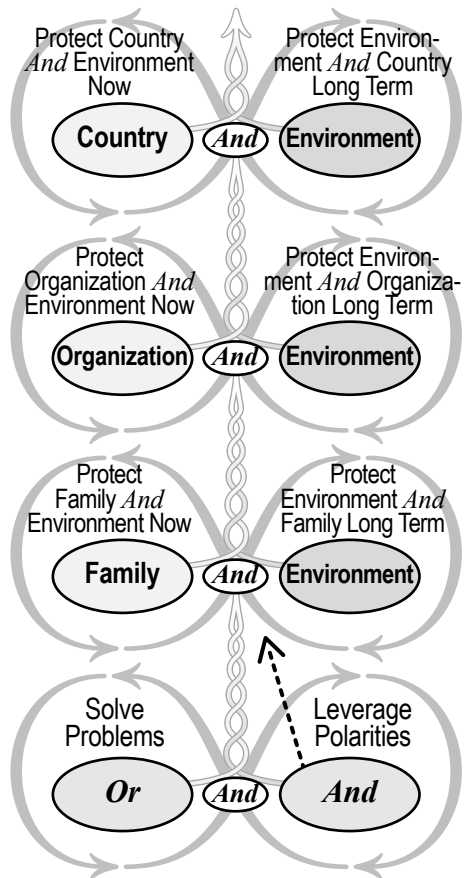 Protect Country
And Environment
Now
Protect Environ-
ment And Country
Long Term
Country
And
Environment
Protect
Organization And
Environment Now
Protect Environ-
ment And Organiza-
tion Long Term
Organization
And
Environment
Protect
Family And
Environment Now
Protect
Environment And
Family Long Term
Family
And
Environment
Solve
Problems
Leverage
Polarities
Or
And
And